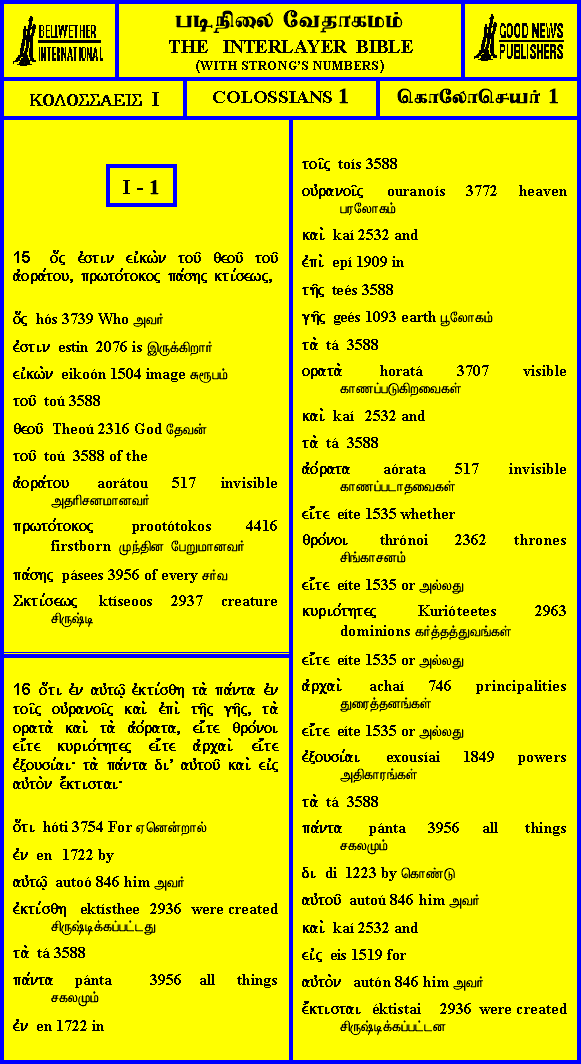 BELLWETHER
INTERNATIONAL
படிநிலை வேதாகமம்
THE INTERLAYER BIBLE
(WITH STRONG'S NUMBERS)
GOOD NEWS
PUBLISHERS
ΚΟΛΟΣΣΑΕΙΣ I
COLOSSIANS 1
கொலோசெயர் 1
I - 1
15 ὅς ἐστιν εἰκὼν τοῦ θεοῦ τοῦ
ἀοράτου, πρωτότοκος πάσης κτίσεως,
ὅς hós 3739 Who அவர்
ἐστιν estin 2076 is இருக்கிறார்
εἰκὼν eikoón 1504 image சுரூபம்
τοῦ toú 3588
θεοῦ Theoú 2316 God தேவன்
τοῦ toú 3588 of the
ἀοράτου aorátou 517 invisible
அதரிசனமானவர்
πρωτότοκος prootótokos 4416
firstborn முந்தின பேறுமானவர்
πάσης pásees 3956 of every சர்வ
Σκτίσεως ktíseoos 2937 creature
சிருஷ்டி
16 ὅτι ἐν αὐτῷ ἐκτίσθη τὰ πάντα ἐν
τοῖς οὐρανοῖς καὶ ἐπὶ τῆς γῆς, τὰ
ορατὰ καὶ τὰ ἀόρατα, εἴτε θρόνοι
εἴτε κυριότητες εἴτε ἀρχαὶ εἴτε
ἐξουσίαι· τὰ πάντα δι' αὐτοῦ καὶ εἰς
αὐτὸν ἔκτισται·
ὅτι hóti 3754 For ஏனென்றால்
ἐν en 1722 by
αὐτῷ autoó 846 him அவர்
ἐκτίσθη ektísthee 2936 were created
சிருஷ்டிக்கப்பட்டது
τὰ tá 3588
πάντα pánta 3956 all things
சகலமும்
ἐν en 1722 in
τοῖς toís 3588
οὐρανοῖς ouranoís 3772 heaven
பரலோகம்
καὶ kaí 2532 and
ἐπὶ epí 1909 in
τῆς teés 3588
γῆς geés 1093 earth பூலோகம்
τὰ tá 3588
ορατὰ horatá 3707 visible
காணப்படுகிறவைகள்
καὶ kaí 2532 and
τὰ tá 3588
ἀόρατα aórata 517 invisible
காணப்படாதவைகள்
εἴτε eíte 1535 whether
θρόνοι thrónoi 2362 thrones
சிங்காசனம்
εἴτε eíte 1535 or அல்லது
κυριότητες Kurióteetes 2963
dominions கர்த்தத்துவங்கள்
εἴτε eíte 1535 or அல்லது
ἀρχαὶ achaí 746 principalities
துரைத்தனங்கள்
εἴτε eíte 1535 or அல்லது
ἐξουσίαι exousíai 1849 powers
அதிகாரங்கள்
τὰ tá 3588
πάντα pánta 3956 all things
சகலமும்
δι di 1223 by கொண்டு
αὐτοῦ autoú 846 him அவர்
καὶ kaí 2532 and
εἰς eis 1519 for
αὐτὸν autón 846 him அவர்
ἔκτισται éktistai 2936 were created
சிருஷ்டிக்கப்பட்டன